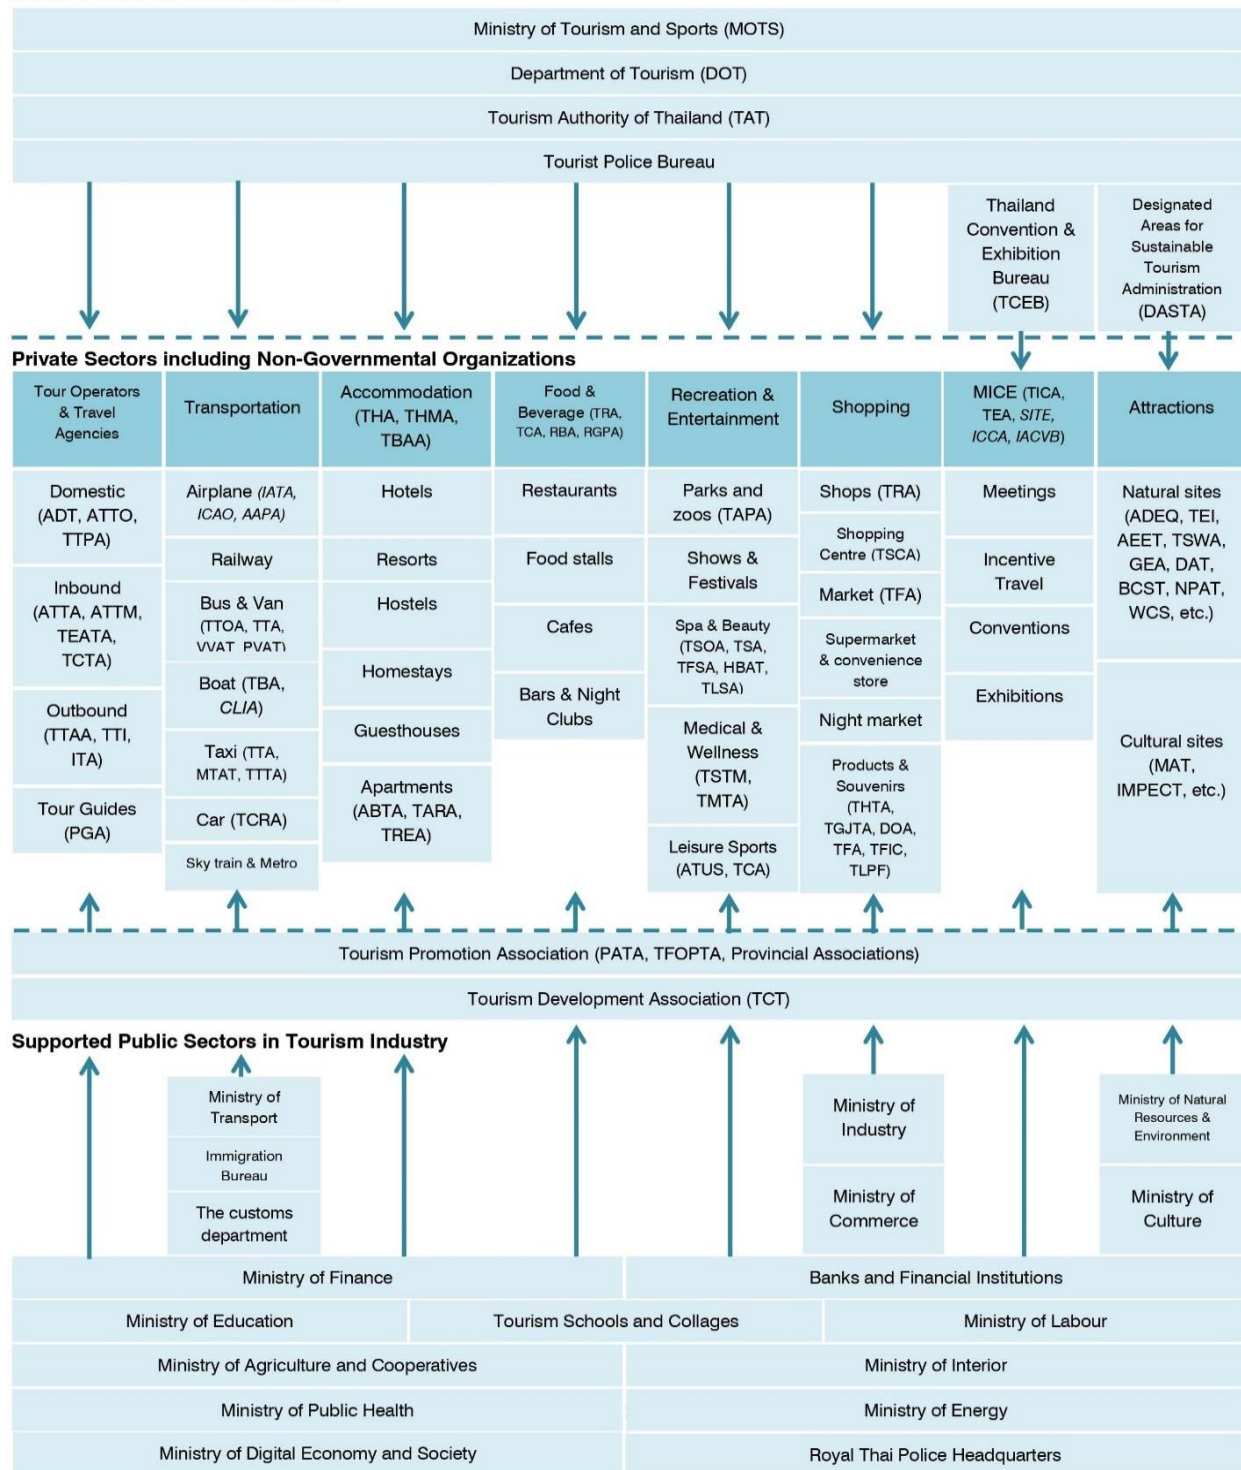 Ministry of Tourism and Sports (MOTS)
Department of Tourism (DOT)
Tourism Authority of Thailand (TAT)
Tourist Police Bureau
Thailand
Convention &
Exhibition
Bureau
(TCEB)
Designated
Areas for
Sustainable
Tourism
Administration
(DASTA)
Private Sectors including Non-Governmental Organizations
Tour Operators
& Travel
Agencies
Domestic
(ADT, ATTO,
TTPA)
Inbound
(ATTA, ATTM,
TEATA,
TCTA)
Outbound
(TTAA, TTI,
ITA)
Tour Guides
(PGA)
Transportation
Airplane (IATA,
ICAO, AAPA)
Railway
Bus & Van
(TTOA, TTA,
VVAT, PVAT)
Boat (TBA,
CLIA)
Taxi (TTA,
MTAT, TTTA)
Car (TCRA)
Sky train & Metro
Accommodation
(THA, THMA,
TBAA)
Hotels
Resorts
Hostels
Homestays
Guesthouses
Apartments
(ABTA, TARA,
TREA)
Food &
Beverage (TRA,
TCA, RBA, RGPA)
Restaurants
Food stalls
Cafes
Bars & Night
Clubs
Recreation &
Entertainment
Parks and
zoos (TAPA)
Shows &
Festivals
Spa & Beauty
(TSOA, TSA,
TFSA, HBAT,
TLSA)
Medical &
Wellness
(TSTM,
TMTA)
Leisure Sports
(ATUS, TCA)
Shopping
Shops (TRA)
Shopping
Centre (TSCA)
Market (TFA)
Supermarket
& convenience
store
Night market
Products &
Souvenirs
(THTA,
TGJTA, DOA,
TFA, TFIC,
TLPF)
MICE (TICA,
TEA, SITE,
ICCA, IACVB)
Meetings
Incentive
Travel
Conventions
Exhibitions
Attractions
Natural sites
(ADEQ, TEI,
AEET, TSWA,
GEA, DAT,
BCST, NPAT,
WCS, etc.)
Cultural sites
(MAT,
IMPECT, etc.)
Tourism Promotion Association (PATA, TFOPTA, Provincial Associations)
Tourism Development Association (TCT)
Supported Public Sectors in Tourism Industry
Ministry of
Transport
Immigration
Bureau
The customs
department
Ministry of
Industry
Ministry of
Commerce
Ministry of Natural
Resources &
Environment
Ministry of
Culture
Ministry of Finance
Banks and Financial Institutions
Ministry of Education
Tourism Schools and Collages
Ministry of Labour
Ministry of Agriculture and Cooperatives
Ministry of Interior
Ministry of Public Health
Ministry of Energy
Ministry of Digital Economy and Society
Royal Thai Police Headquarters